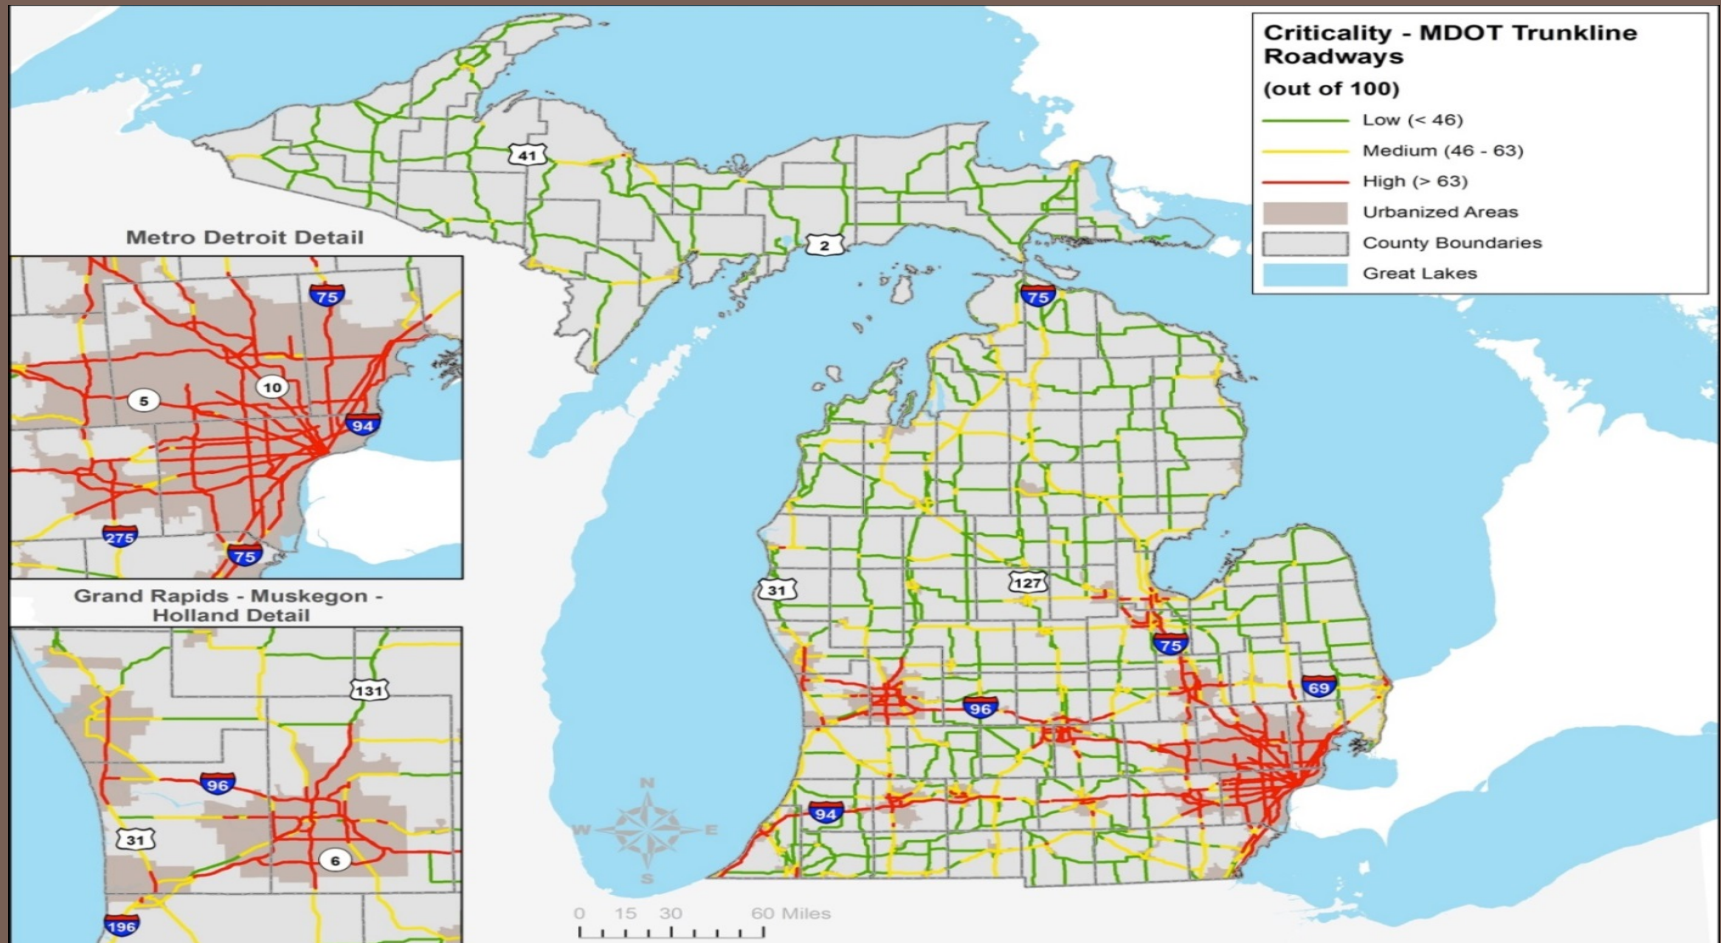 Criticality - MDOT Trunkline
Roadways
(out of 100)
Low (< 46)
Medium (46 - 63)
High (> 63)
Urbanized Areas
County Boundaries
Great Lakes
41
2
75
31
127
75
69
96
94
N
W E
S
0 15 30 60 Miles
Metro Detroit Detail
75
10
5
94
275
75
Grand Rapids - Muskegon -
Holland Detail
131
96
31
6
196